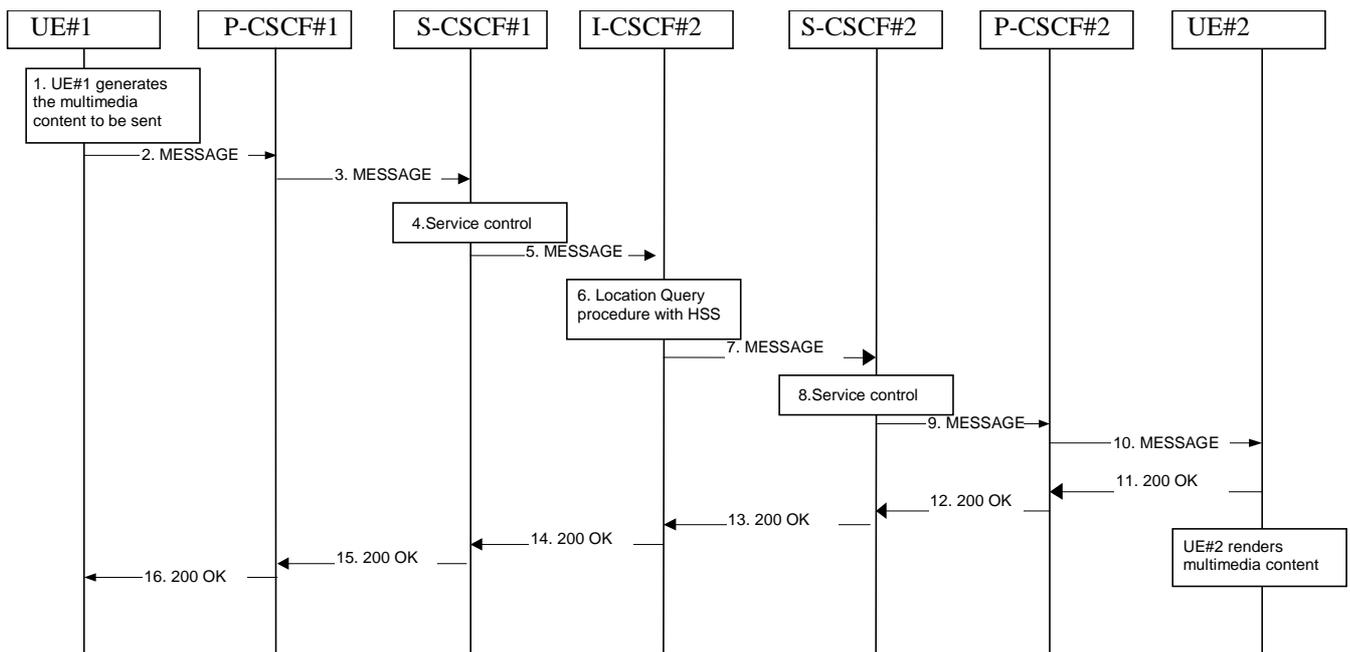 UE#1
P-CSCF#1
S-CSCF#1
I-CSCF#2
S-CSCF#2
P-CSCF#2
UE#2
1. UE#1 generates
the multimedia
content to be sent
2. MESSAGE
3. MESSAGE
4.Service control
5. MESSAGE
6. Location Query
procedure with HSS
7. MESSAGE
8.Service control
9. MESSAGE
10. MESSAGE
11. 200 OK
12. 200 OK
13. 200 OK
14. 200 OK
15. 200 OK
16. 200 OK
UE#2 renders
multimedia content